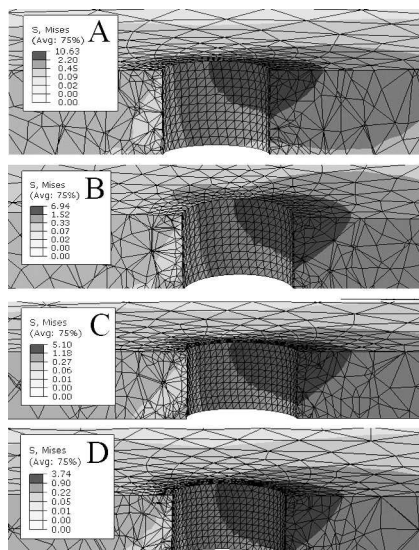 S, Mises
(Avg: 75%)
10.63
2.20
0.45
0.09
0.02
0.00
0.00
A
S, Mises
(Avg: 75%)
6.94
1.52
0.33
0.07
0.02
0.00
0.00
B
S, Mises
(Avg: 75%)
5.10
1.18
0.27
0.06
0.01
0.00
0.00
C
S, Mises
(Avg: 75%)
3.74
0.90
0.22
0.05
0.01
0.00
0.00
D